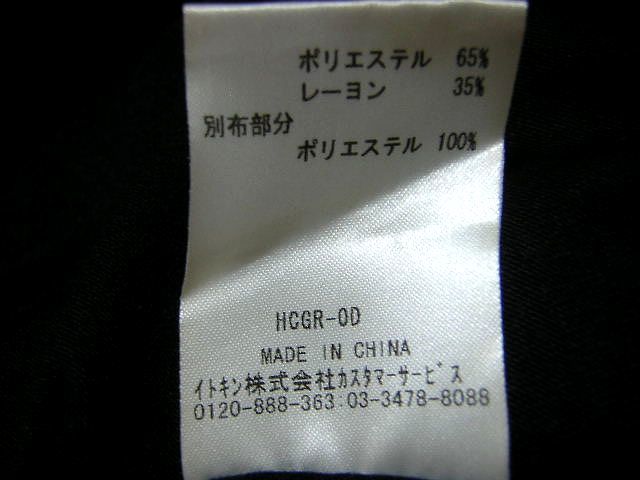 ポリエステル 65%
レーヨン 35%
別布部分
ポリエステル 100%
HCGR-0D
MADE IN CHINA
イトキン株式会社カスタマーサービス
0120-888-363:03-3478-8088